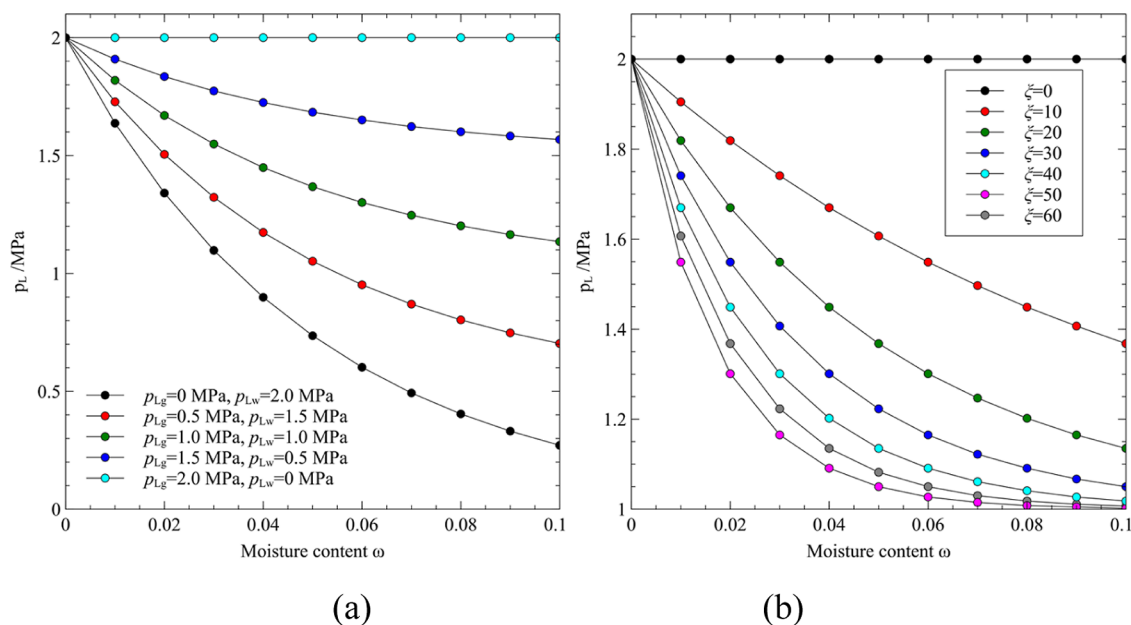 2
1.5
1
0.5
0
p_L /MPa
0 0.02 0.04 0.06 0.08 0.1
Moisture content ω
p_Lg=0 MPa, p_Lw=2.0 MPa
p_Lg=0.5 MPa, p_Lw=1.5 MPa
p_Lg=1.0 MPa, p_Lw=1.0 MPa
p_Lg=1.5 MPa, p_Lw=0.5 MPa
p_Lg=2.0 MPa, p_Lw=0 MPa
(a)
2
1.8
1.6
1.4
1.2
1
p_L /MPa
0 0.02 0.04 0.06 0.08 0.1
Moisture content ω
ξ=0
ξ=10
ξ=20
ξ=30
ξ=40
ξ=50
ξ=60
(b)